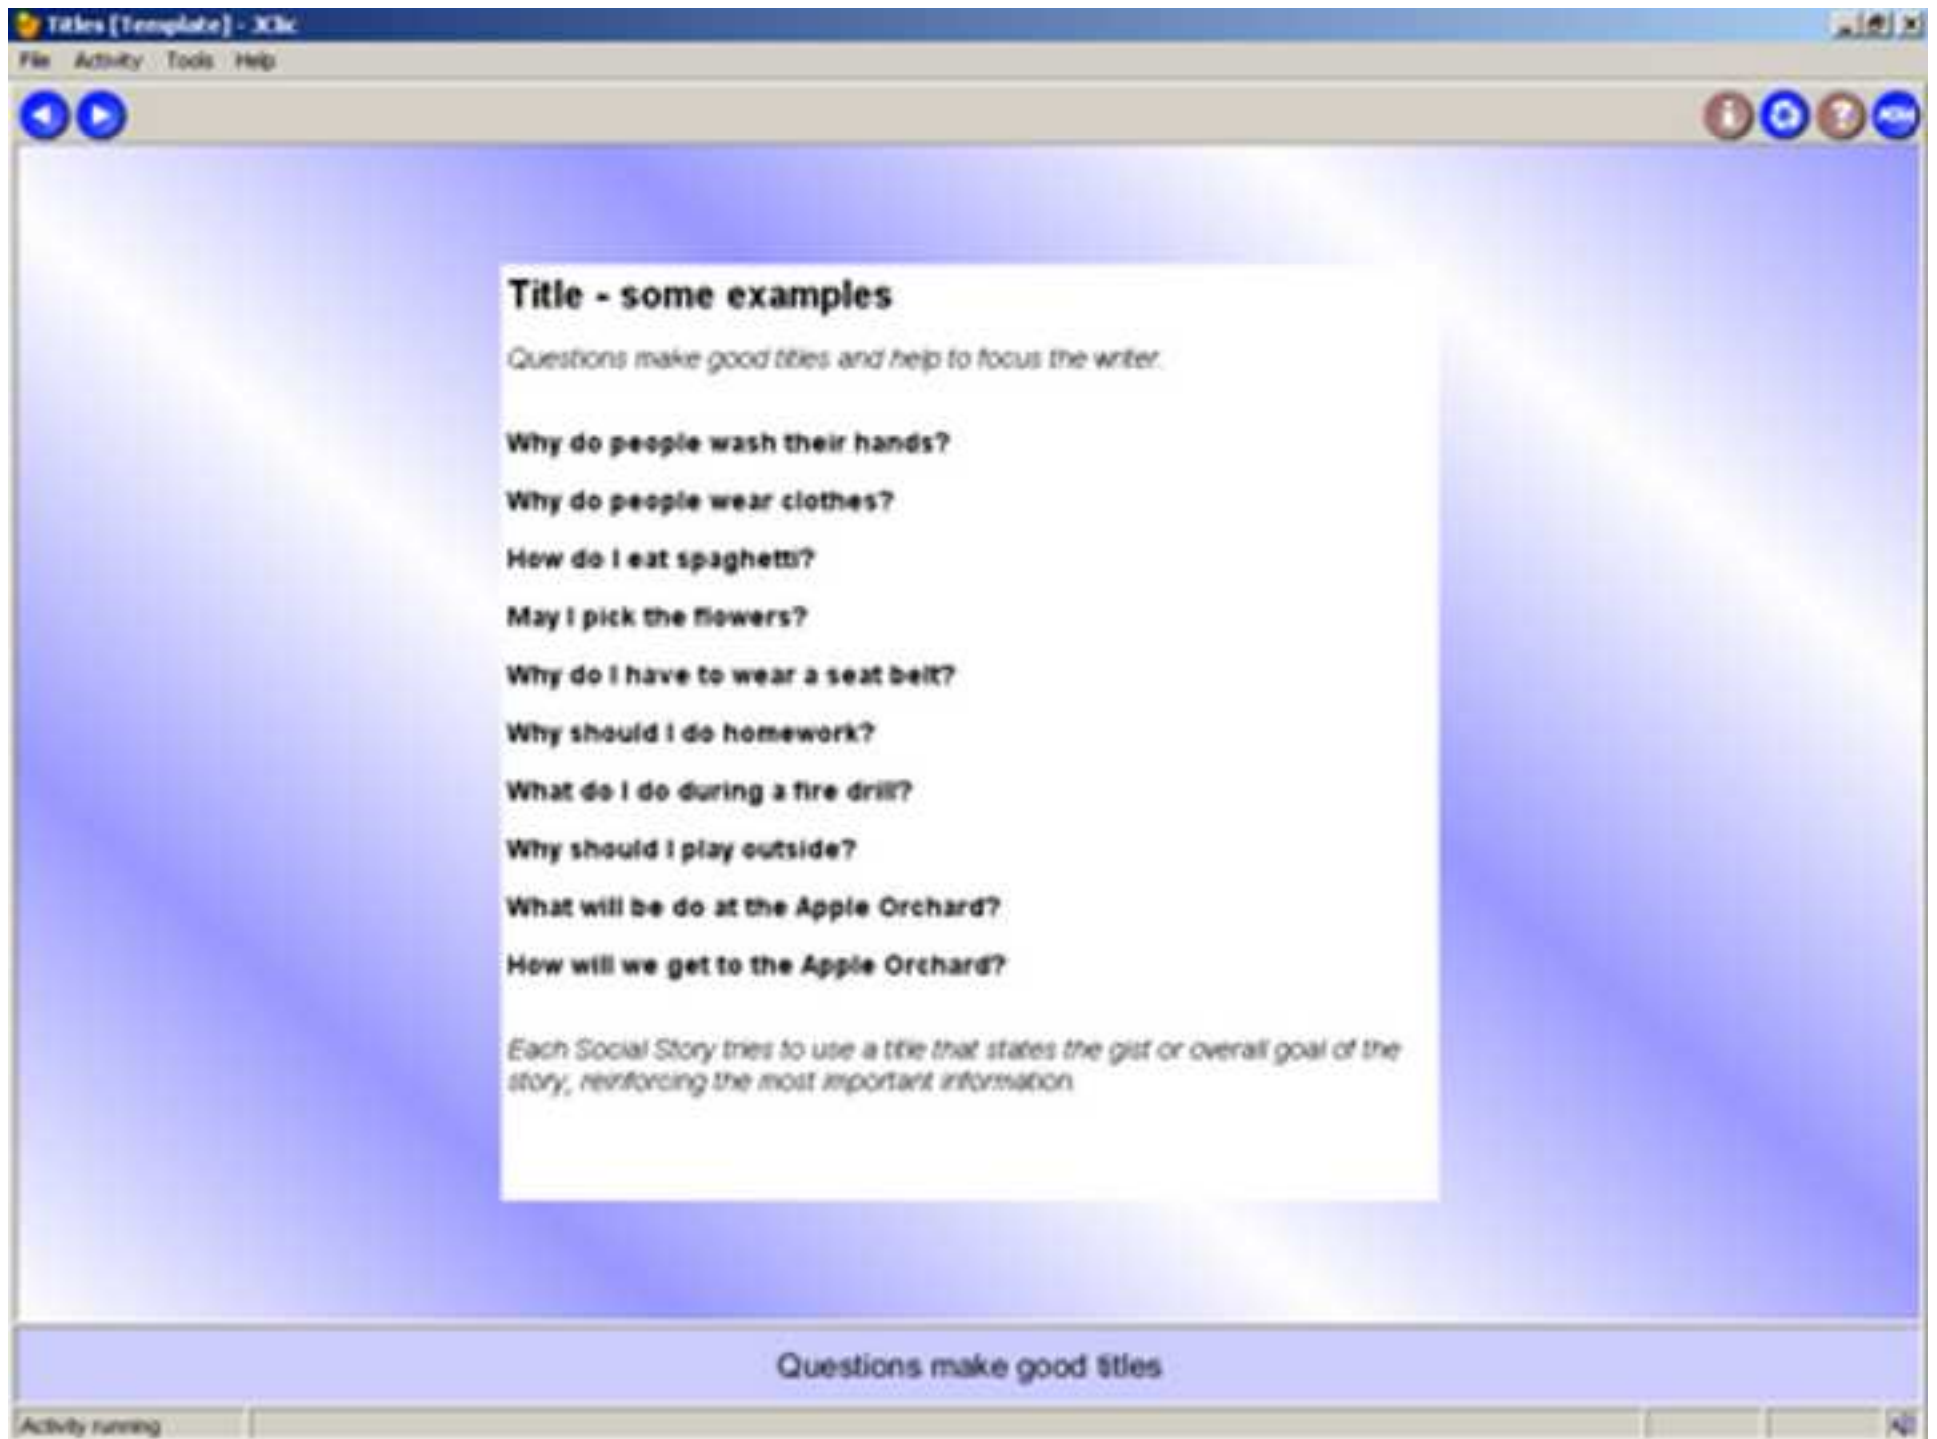 Titles [Template] - JClic
File Activity Tools Help
Title - some examples
Questions make good titles and help to focus the writer.
Why do people wash their hands?
Why do people wear clothes?
How do I eat spaghetti?
May I pick the flowers?
Why do I have to wear a seat belt?
Why should I do homework?
What do I do during a fire drill?
Why should I play outside?
What will be do at the Apple Orchard?
How will we get to the Apple Orchard?
Each Social Story tries to use a title that states the gist or overall goal of the
story, reinforcing the most important information.
Questions make good titles
Activity running